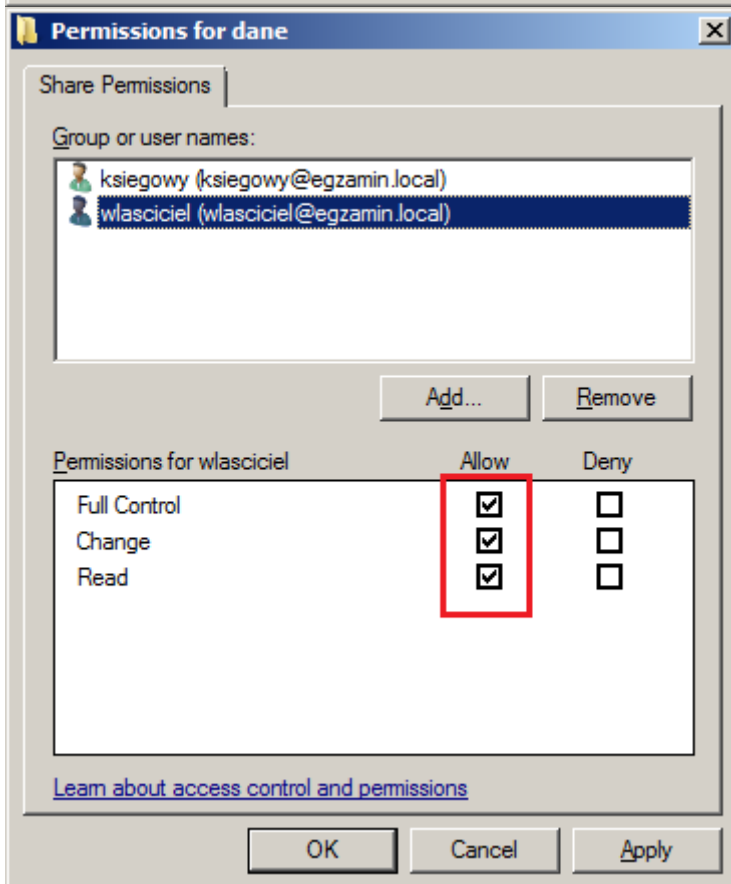 Permissions for dane
Share Permissions
Group or user names:
ksiegowy (ksiegowy@egzamin.local)
wlasciciel (wlasciciel@egzamin.local)
Add... Remove
Permissions for wlasciciel Allow Deny
Full Control
Change
Read
Learn about access control and permissions
OK Cancel Apply